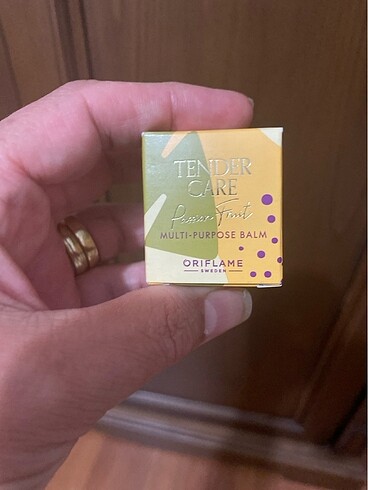 TENDER
CARE
Passion Fruit
MULTI-PURPOSE BALM
ORIFLAME
SWEDEN